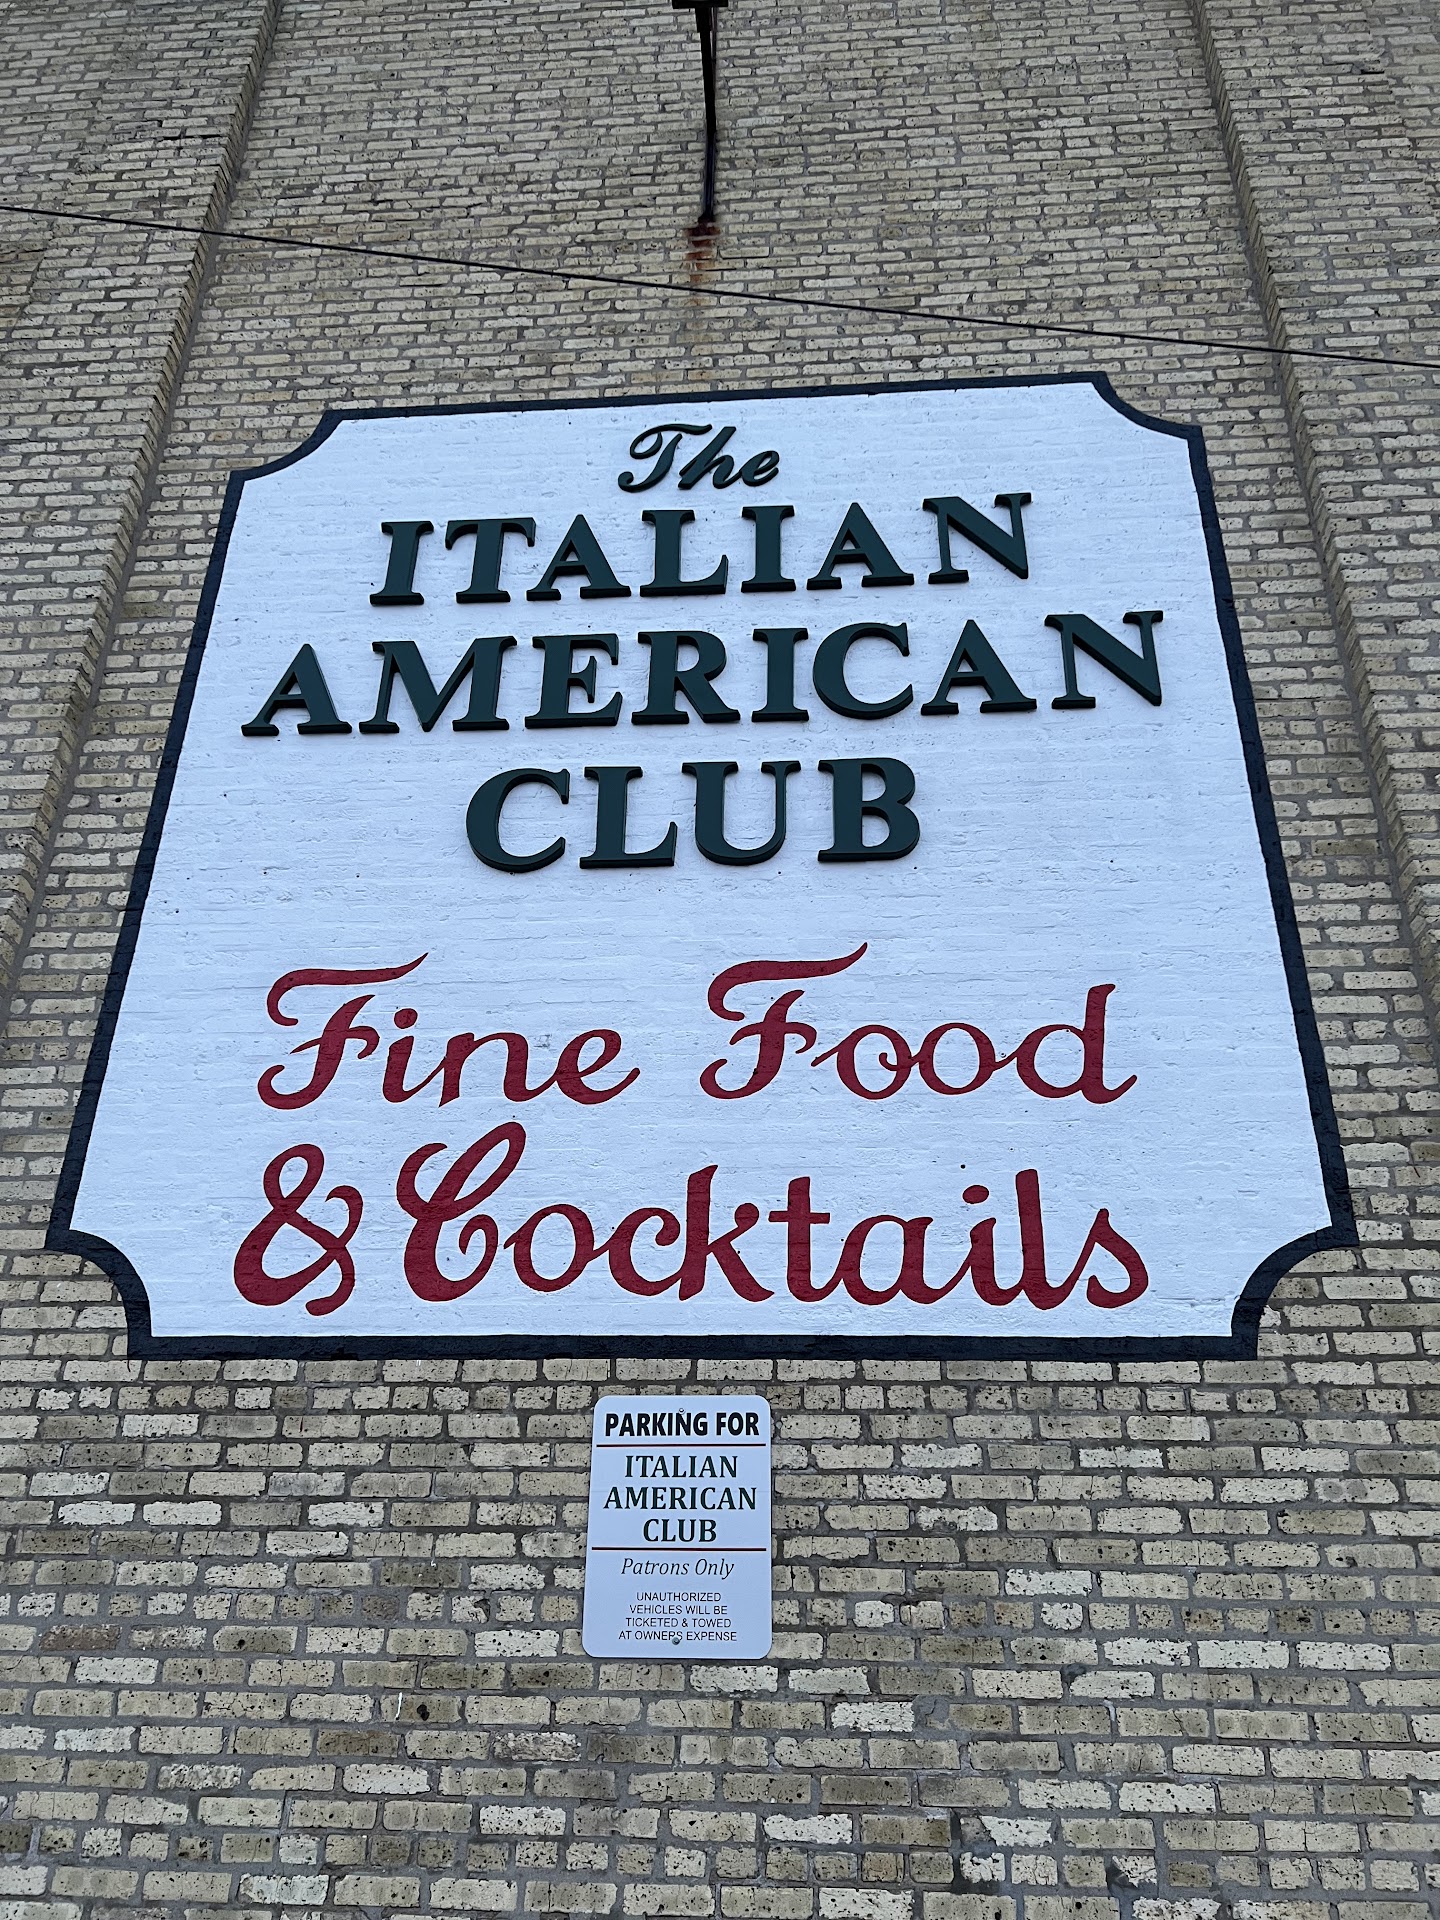 The
ITALIAN
AMERICAN
CLUB
Fine Food
& Cocktails
PARKING FOR
ITALIAN
AMERICAN
CLUB
Patrons Only
UNAUTHORIZED
VEHICLES WILL BE
TICKETED & TOWED
AT OWNERS EXPENSE